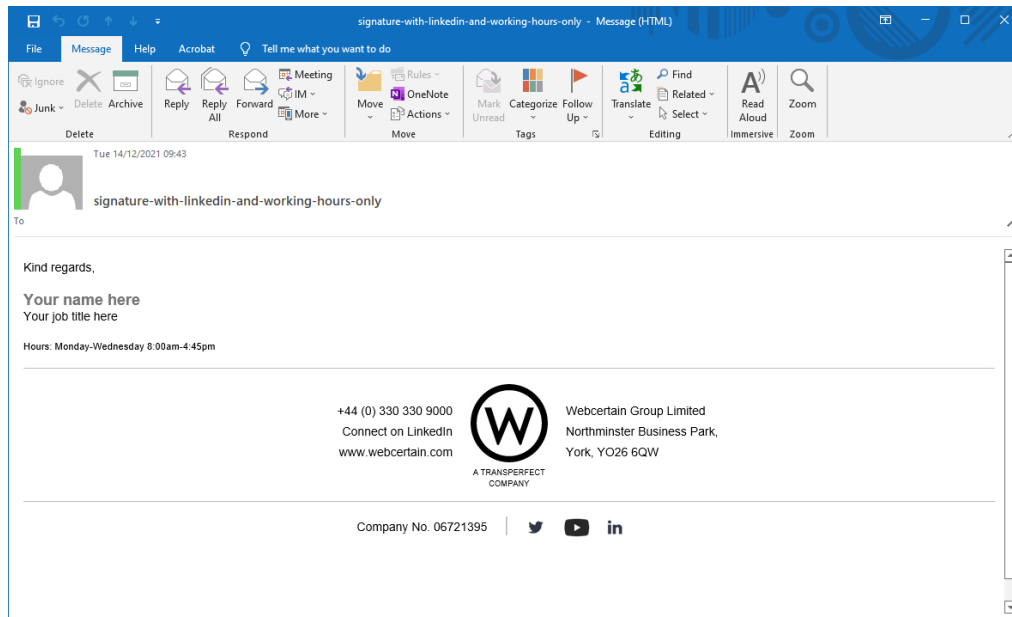 signature-with-linkedin-and-working-hours-only - Message (HTML)
File Message Help Acrobat Tell me what you want to do
Ignore
Junk
Delete
Archive
Reply
Reply All
Forward
Meeting
IM
More
Move
Rules
OneNote
Actions
Mark Unread
Categorize
Follow Up
Translate
Find
Related
Select
Read Aloud
Zoom
Delete Respond Move Tags Editing Immersive Zoom
Tue 14/12/2021 09:43
signature-with-linkedin-and-working-hours-only
To
Kind regards,
Your name here
Your job title here
Hours: Monday-Wednesday 8:00am-4:45pm
+44 (0) 330 330 9000
Connect on LinkedIn
www.webcertain.com
W
A TRANSPERFECT
COMPANY
Webcertain Group Limited
Northminster Business Park,
York, YO26 6QW
Company No. 06721395
in